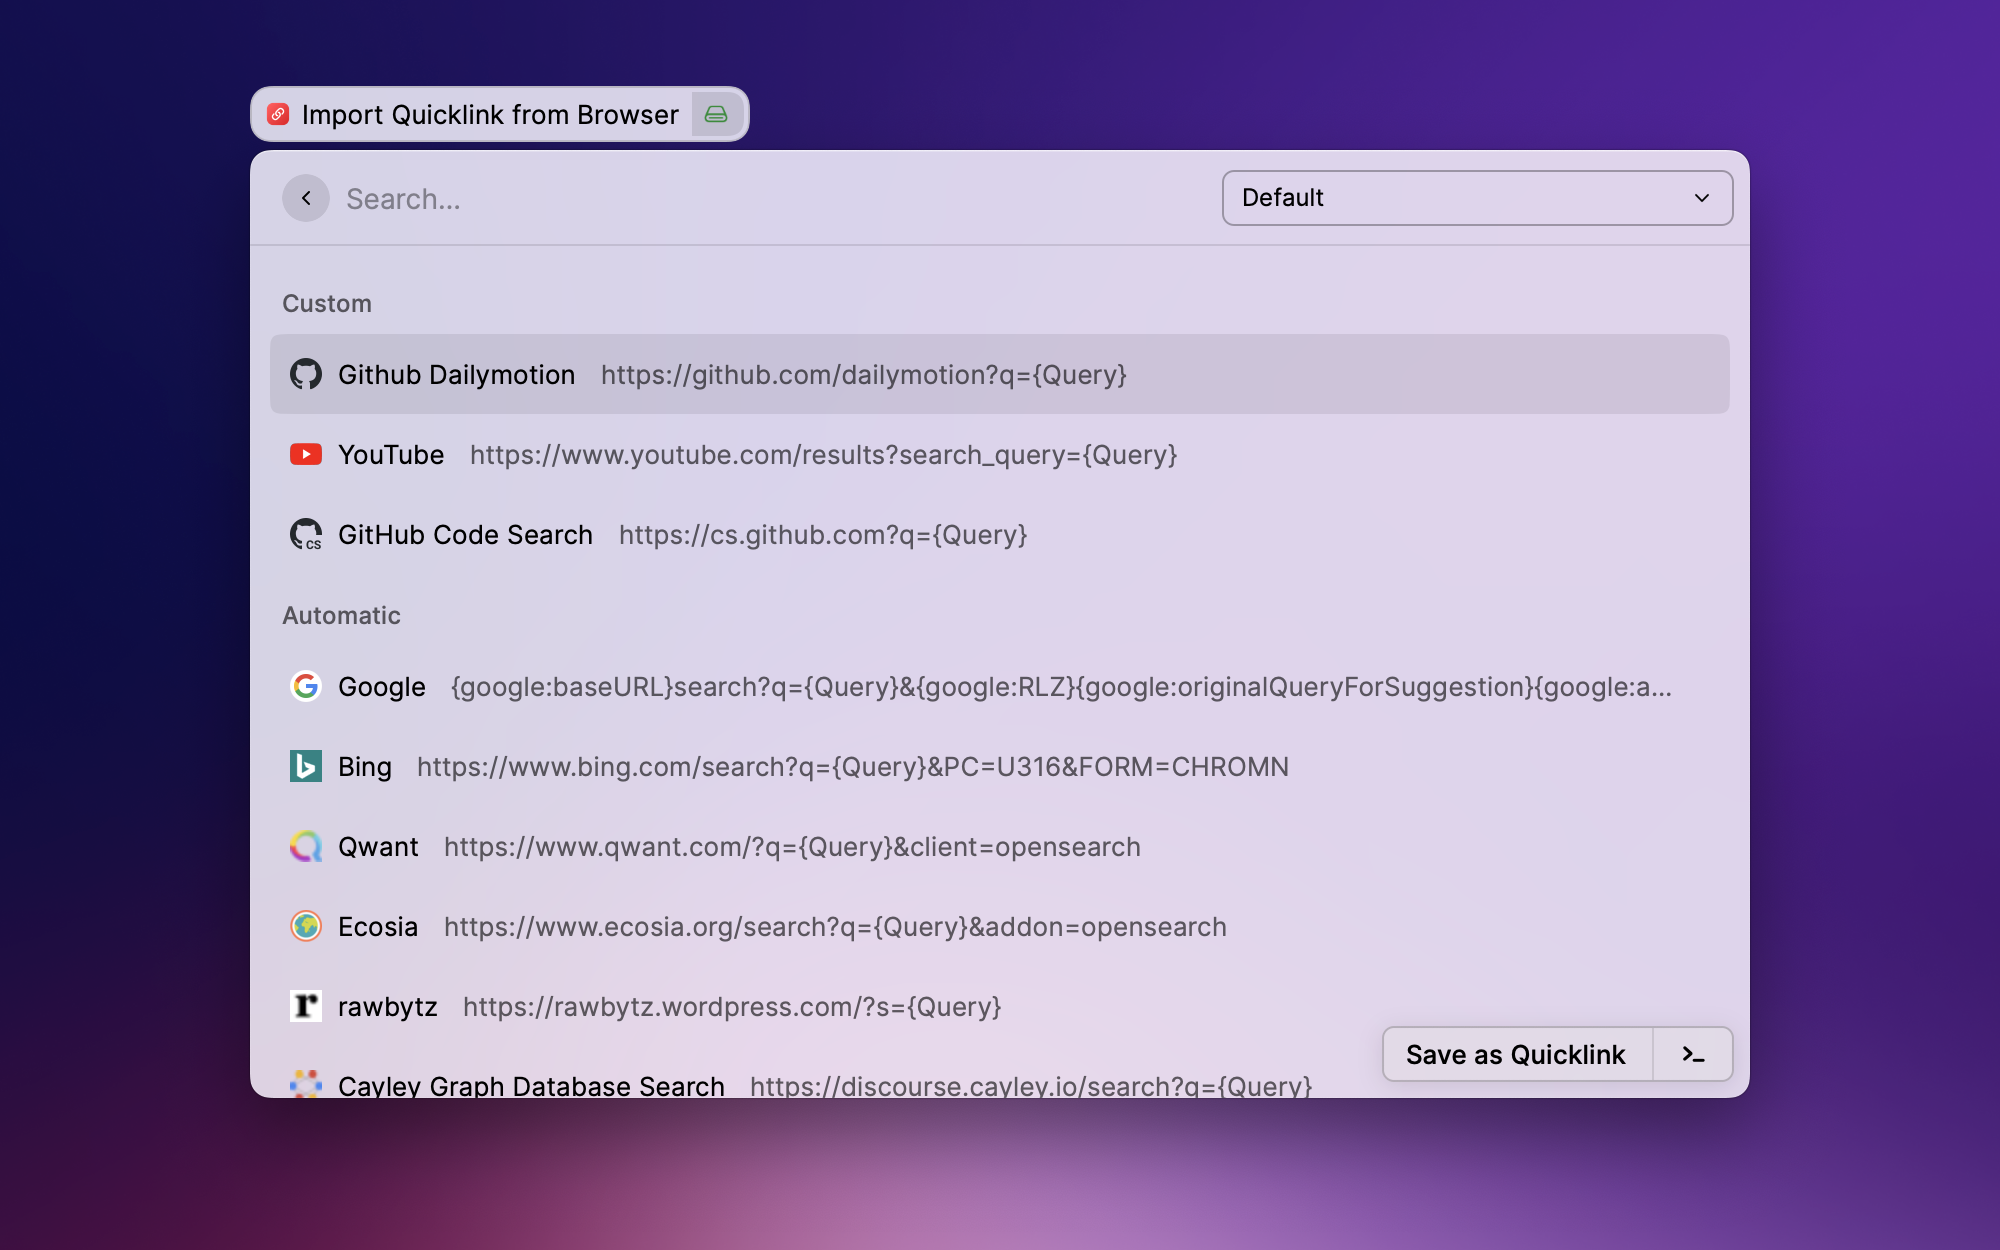 Import Quicklink from Browser
Search...
Default
Custom
Github Dailymotion https://github.com/dailymotion?q={Query}
YouTube https://www.youtube.com/results?search_query={Query}
CS
GitHub Code Search https://cs.github.com?q={Query}
Automatic
Google {google:baseURL}search?q={Query}&{google:RLZ}{google:originalQueryForSuggestion}{google:a...
Bing https://www.bing.com/search?q={Query}&PC=U316&FORM=CHROMN
Qwant https://www.qwant.com/?q={Query}&client=opensearch
Ecosia https://www.ecosia.org/search?q={Query}&addon=opensearch
r
rawbytz https://rawbytz.wordpress.com/?s={Query}
Cayley Graph Database Search https://discourse.cayley.io/search?q={Query}
Save as Quicklink